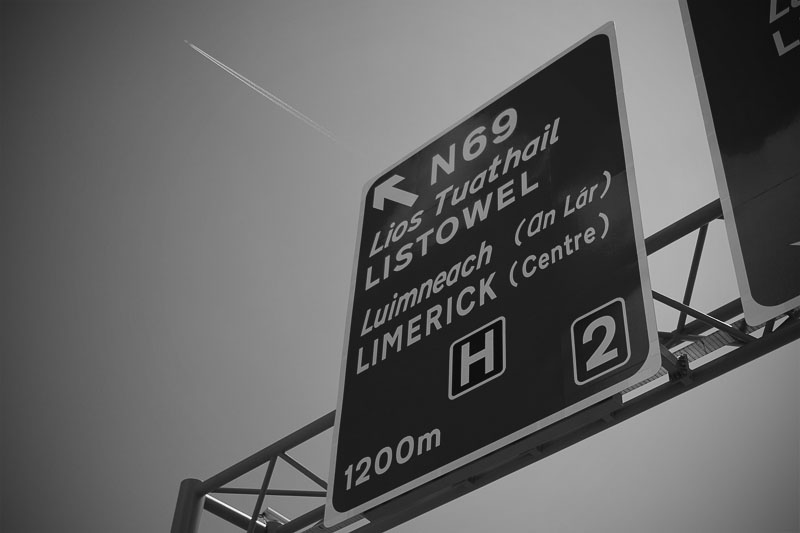 N69
Lios Tuathail
LISTOWEL
Luimneach (An Lár)
LIMERICK (Centre)
H 2
1200m